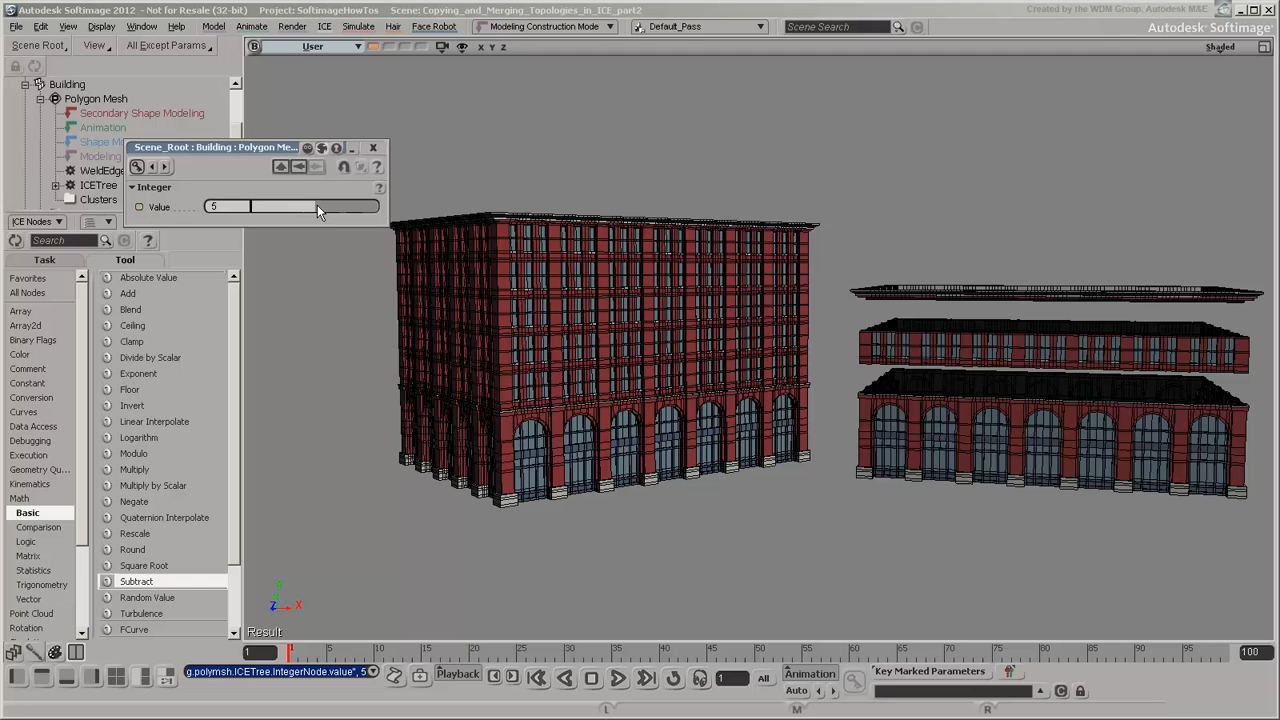 Autodesk Softimage 2012 - Not for Resale (32-bit) Project: SoftimageHowTos Scene: Copying_and_Merging_Topologies_in_ICE_part2
Created by the WDM Group. Autodesk M&E
File Edit View Display Model Animate Render ICE Simulate Hair Face Robot Modeling Construction Mode Default_Pass Scene Search C
Autodesk Softimage
Scene Root View All Except Params B User X Y Z Shaded
Building
Polygon Mesh
Secondary Shape Modeling
Animation
Shape Mo
Modeling
Scene_Root : Building : Polygon Me...
WeldEdge
ICETree
Clusters
Integer
Value 5
ICE Nodes
Search C ?
Task Tool
Favorites
All Nodes
Array
Array2d
Binary Flags
Color
Comment
Constant
Conversion
Curves
Data Access
Debugging
Execution
Geometry Qu...
Kinematics
Math
Basic
Comparison
Logic
Matrix
Statistics
Trigonometry
Vector
Point Cloud
Rotation
Absolute Value
Add
Blend
Ceiling
Clamp
Divide by Scalar
Exponent
Floor
Invert
Linear Interpolate
Logarithm
Modulo
Multiply
Multiply by Scalar
Negate
Quaternion Interpolate
Rescale
Round
Square Root
Subtract
Random Value
Turbulence
FCurve
Y
Z X
Result
1 1 5 10 15 20 25 30 35 40 45 50 55 60 65 70 75 80 85 90 95 100
g.polymsh.ICETree.IntegerNode.value", 5 Playback 1 All Animation Key Marked Parameters
Auto
L M R